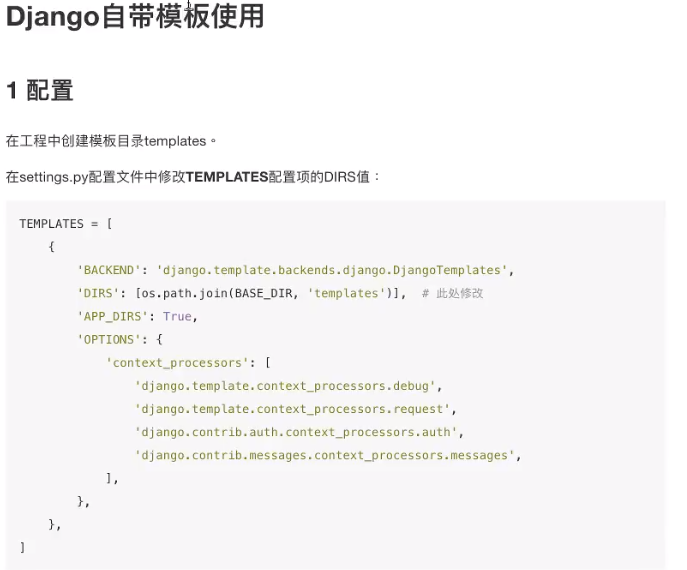 Django自带模板使用
1 配置
在工程中创建模板目录templates。
在settings.py配置文件中修改TEMPLATES配置项的DIRS值：
TEMPLATES = [
    {
        'BACKEND': 'django.template.backends.django.DjangoTemplates',
        'DIRS': [os.path.join(BASE_DIR, 'templates')],  # 此处修改
        'APP_DIRS': True,
        'OPTIONS': {
            'context_processors': [
                'django.template.context_processors.debug',
                'django.template.context_processors.request',
                'django.contrib.auth.context_processors.auth',
                'django.contrib.messages.context_processors.messages',
            ],
        },
    },
]